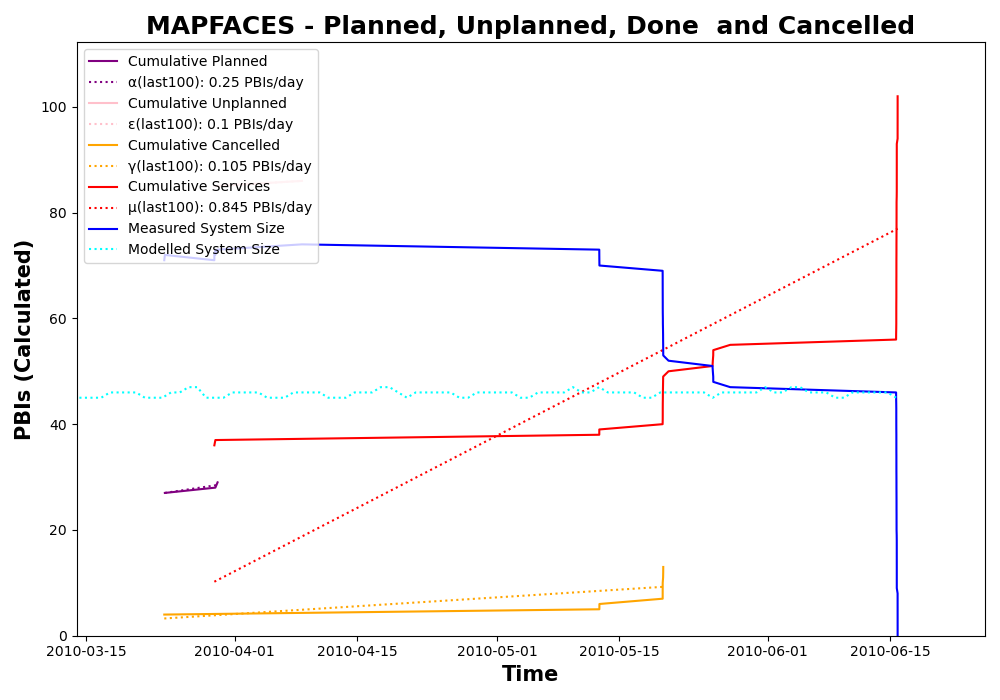 MAPFACES - Planned, Unplanned, Done  and Cancelled
Cumulative Planned
α(last100): 0.25 PBIs/day
Cumulative Unplanned
ε(last100): 0.1 PBIs/day
Cumulative Cancelled
γ(last100): 0.105 PBIs/day
Cumulative Services
μ(last100): 0.845 PBIs/day
Measured System Size
Modelled System Size
PBIs (Calculated)
100
80
60
40
20
0
2010-03-15 2010-04-01 2010-04-15 2010-05-01 2010-05-15 2010-06-01 2010-06-15
Time